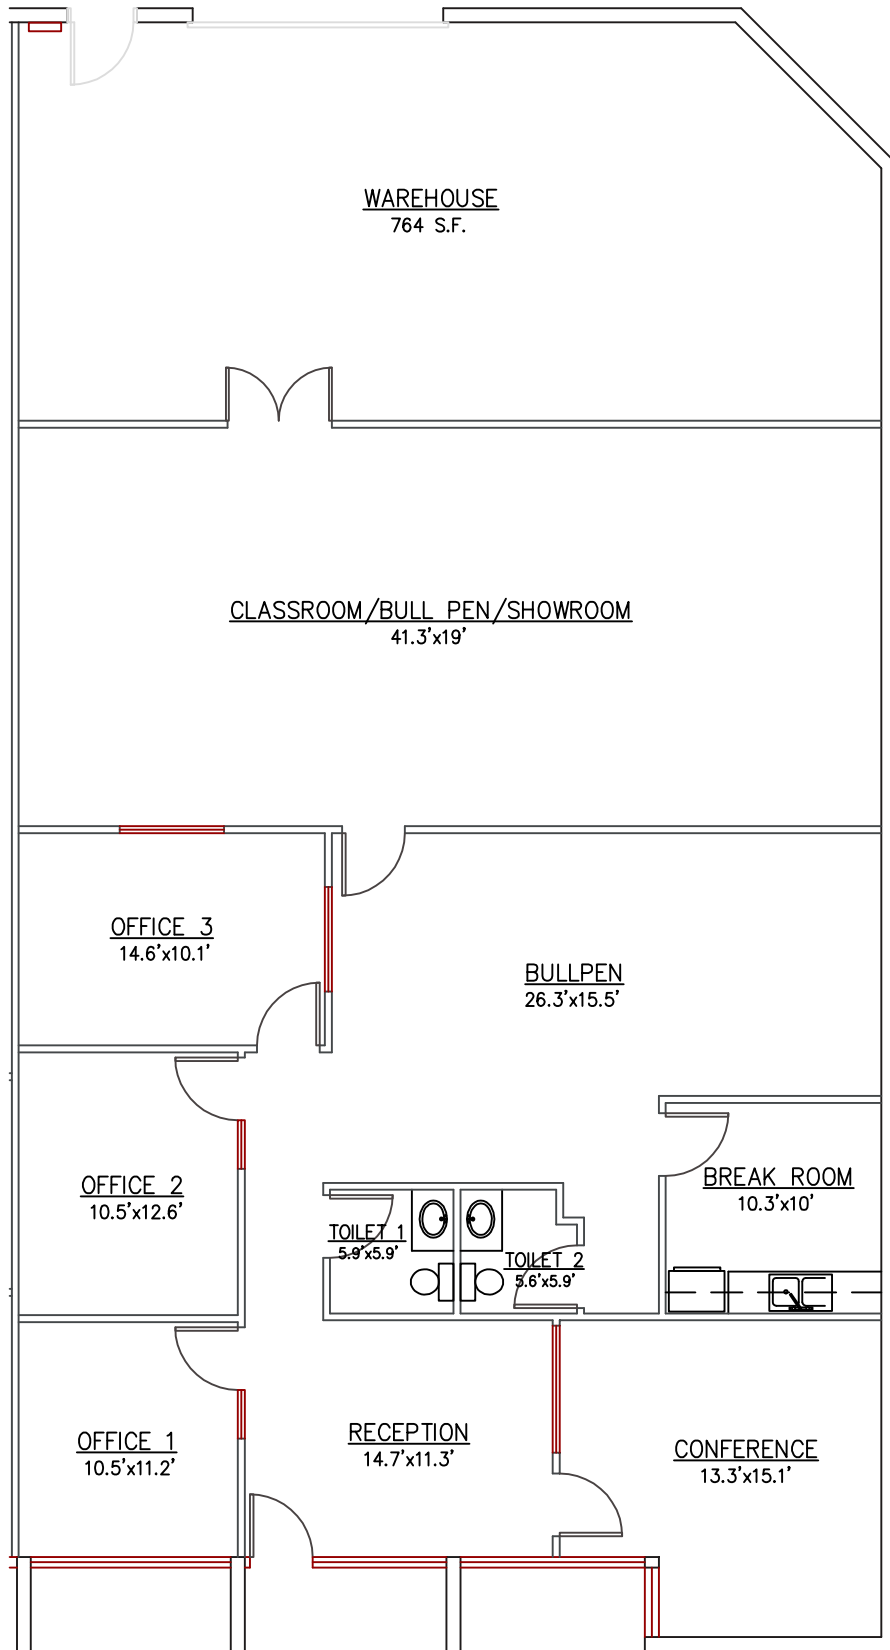 WAREHOUSE
764 S.F.
CLASSROOM/BULL PEN/SHOWROOM
41.3'x19'
OFFICE 3
14.6'x10.1'
BULLPEN
26.3'x15.5'
OFFICE 2
10.5'x12.6'
BREAK ROOM
10.3'x10'
TOILET 1
5.9'x5.9'
TOILET 2
5.6'x5.9'
OFFICE 1
10.5'x11.2'
RECEPTION
14.7'x11.3'
CONFERENCE
13.3'x15.1'